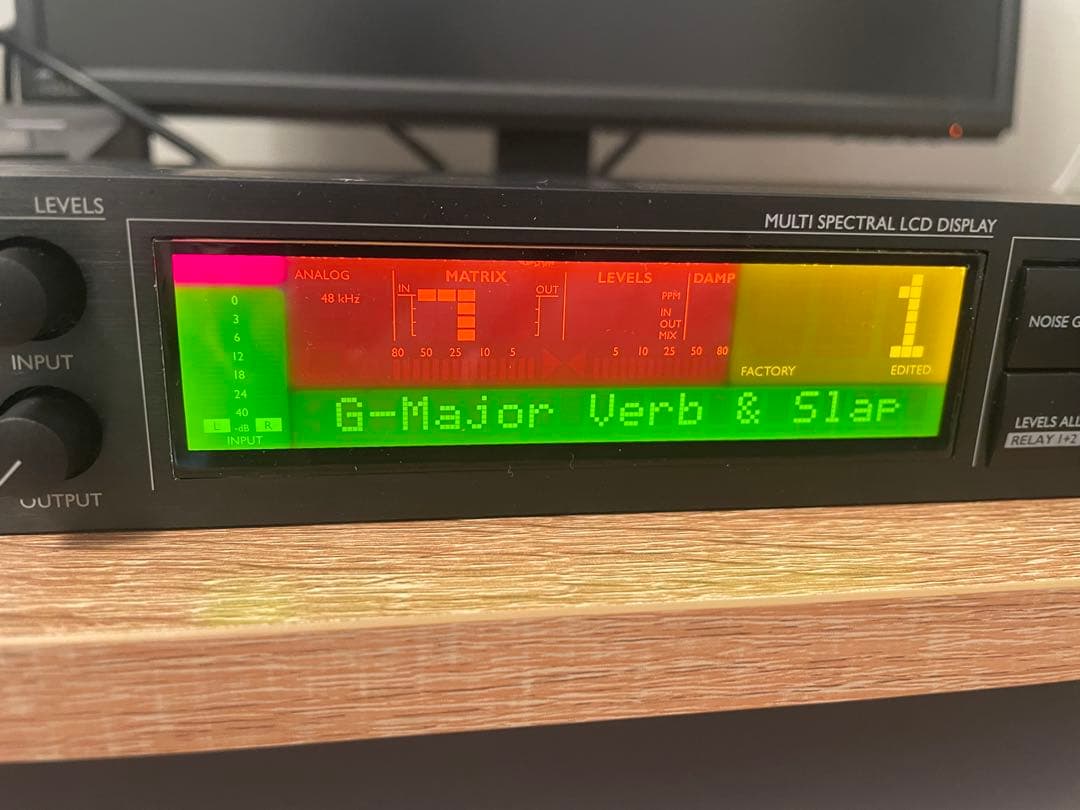 LEVELS
MULTI SPECTRAL LCD DISPLAY
INPUT
OUTPUT
ANALOG
48 kHz
MATRIX
IN
OUT
LEVELS
PPM
IN
OUT
MIX
DAMP
80 50 25 10 5 5 10 25 50 80
0
3
6
12
18
24
40
-dB
L R
INPUT
1
FACTORY EDITED
G-Major Verb & Slap
NOISE G
LEVELS ALL
RELAY 1+2